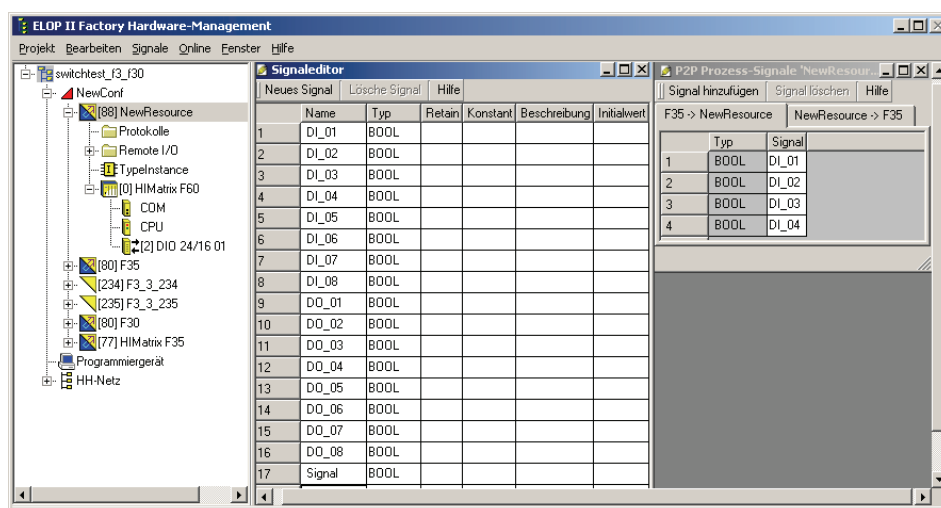 ELOP II Factory Hardware-Management
Projekt Bearbeiten Signale Online Fenster Hilfe
switchtest_f3_f30
NewConf
[88] NewResource
Protokolle
Remote I/O
TypeInstance
[0] HIMatrix F60
COM
CPU
[2] DIO 24/16 01
[80] F35
[234] F3_3_234
[235] F3_3_235
[80] F30
[77] HIMatrix F35
Programmiergerät
HH-Netz
Signaleditor
Neues Signal Lösche Signal Hilfe
Name Typ Retain Konstant Beschreibung Initialwert
1 DI_01 BOOL
2 DI_02 BOOL
3 DI_03 BOOL
4 DI_04 BOOL
5 DI_05 BOOL
6 DI_06 BOOL
7 DI_07 BOOL
8 DI_08 BOOL
9 DO_01 BOOL
10 DO_02 BOOL
11 DO_03 BOOL
12 DO_04 BOOL
13 DO_05 BOOL
14 DO_06 BOOL
15 DO_07 BOOL
16 DO_08 BOOL
17 Signal BOOL
P2P Prozess-Signale 'NewResour...
Signal hinzufügen Signal löschen Hilfe
F35 -> NewResource NewResource -> F35
Typ Signal
1 BOOL DI_01
2 BOOL DI_02
3 BOOL DI_03
4 BOOL DI_04